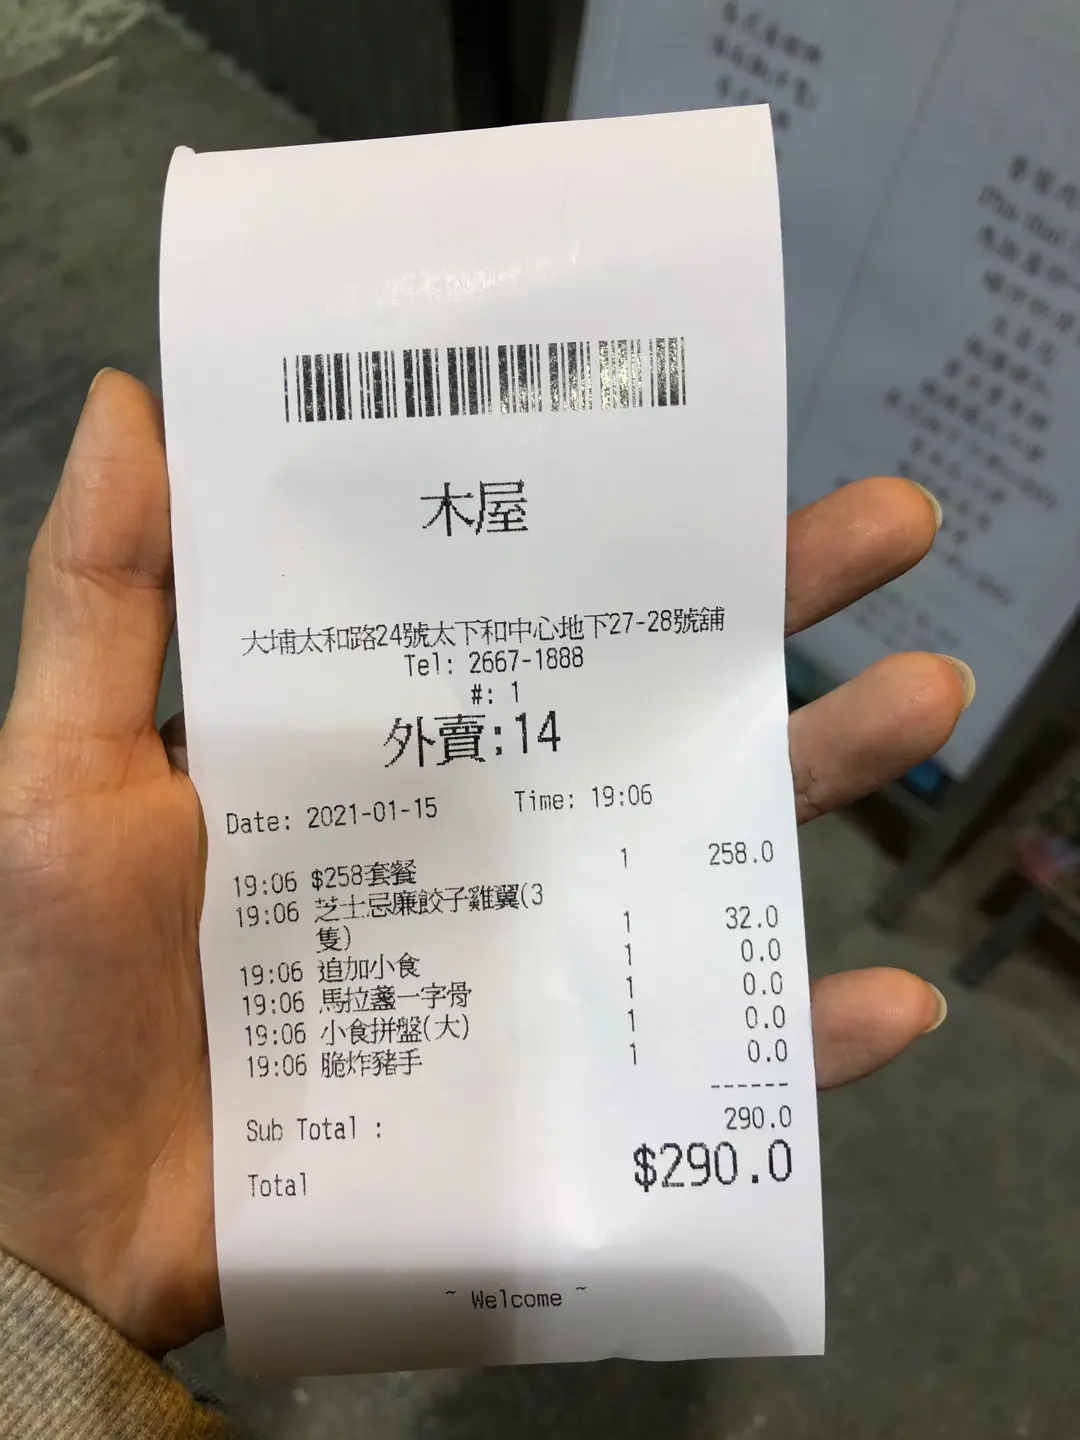 木屋
大埔太和路24號太下和中心地下27-28號舖
Tel: 2667-1888
#: 1
外賣:14
Date: 2021-01-15 Time: 19:06
19:06 $258套餐 1 258.0
19:06 芝士忌廉餃子雞翼(3
隻) 1 32.0
19:06 追加小食 1 0.0
19:06 馬拉盞一字骨 1 0.0
19:06 小食拼盤(大) 1 0.0
19:06 脆炸豬手 1 0.0
------
Sub Total : 290.0
Total $290.0
~ Welcome ~